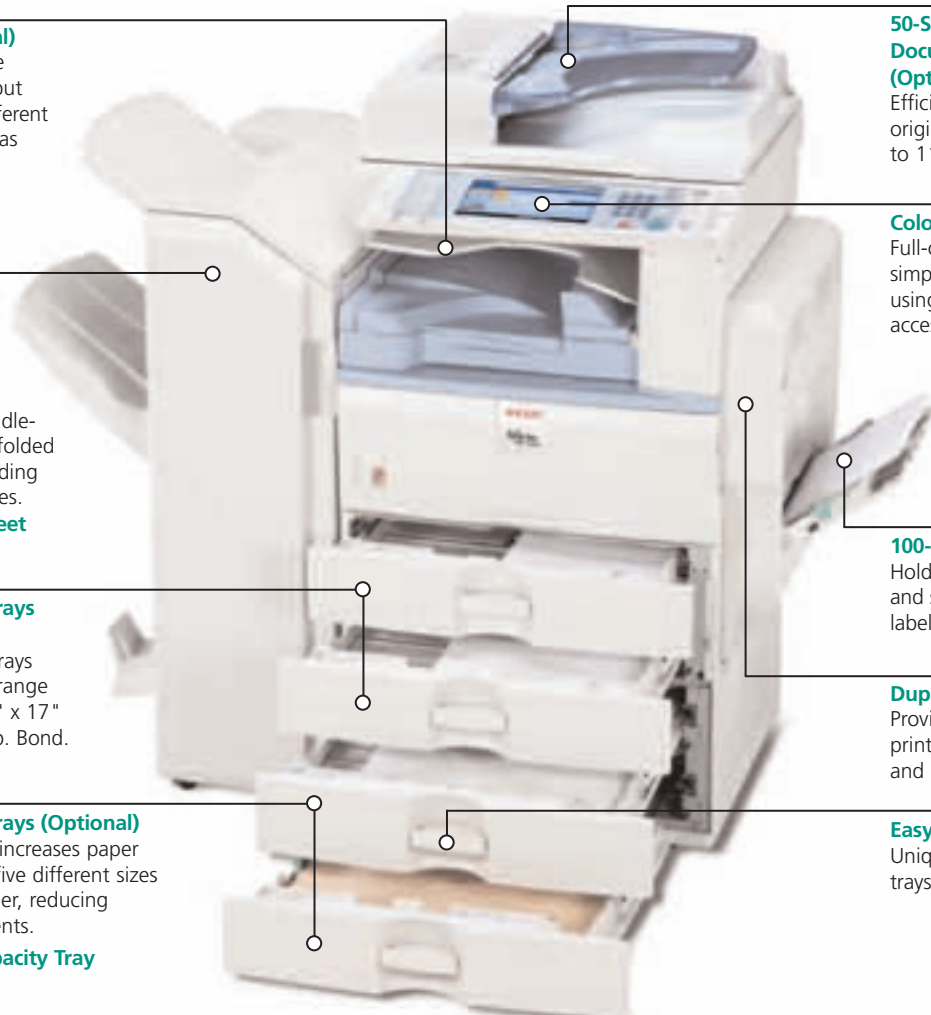 al)
e
out
ferent
as
dle-
folded
ding
es.
eet
rays
rays
range
" x 17"
b. Bond.
rays (Optional)
increases paper
five different sizes
er, reducing
ents.
pacity Tray
50-S
Docu
(Opt
Effici
origi
to 11
Colo
Full-c
simp
using
acces
100-
Hold
and s
label
Dup
Provi
print
and
Easy
Uniq
trays
RICOH